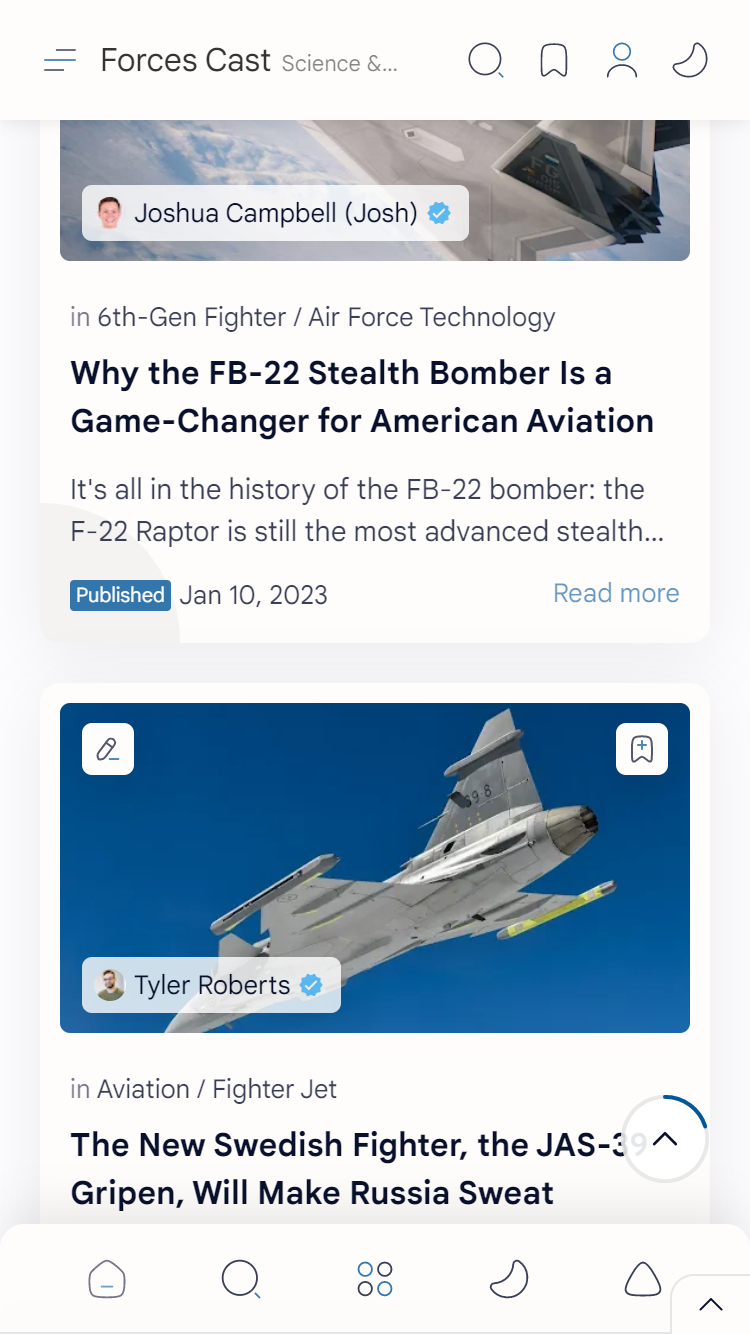 Forces Cast Science &...
Joshua Campbell (Josh)
in 6th-Gen Fighter / Air Force Technology
Why the FB-22 Stealth Bomber Is a
Game-Changer for American Aviation
It's all in the history of the FB-22 bomber: the
F-22 Raptor is still the most advanced stealth...
Published Jan 10, 2023
Read more
39-8
Tyler Roberts
in Aviation / Fighter Jet
The New Swedish Fighter, the JAS-39
Gripen, Will Make Russia Sweat